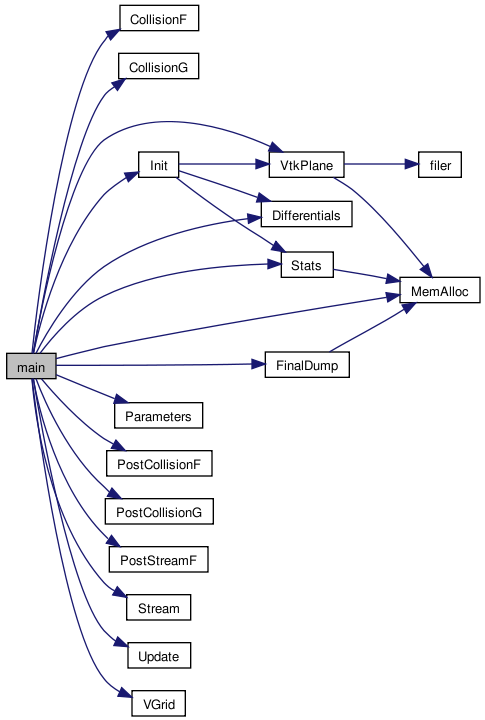 CollisionF
CollisionG
Init
VtkPlane
filer
Differentials
Stats
MemAlloc
main
FinalDump
Parameters
PostCollisionF
PostCollisionG
PostStreamF
Stream
Update
VGrid